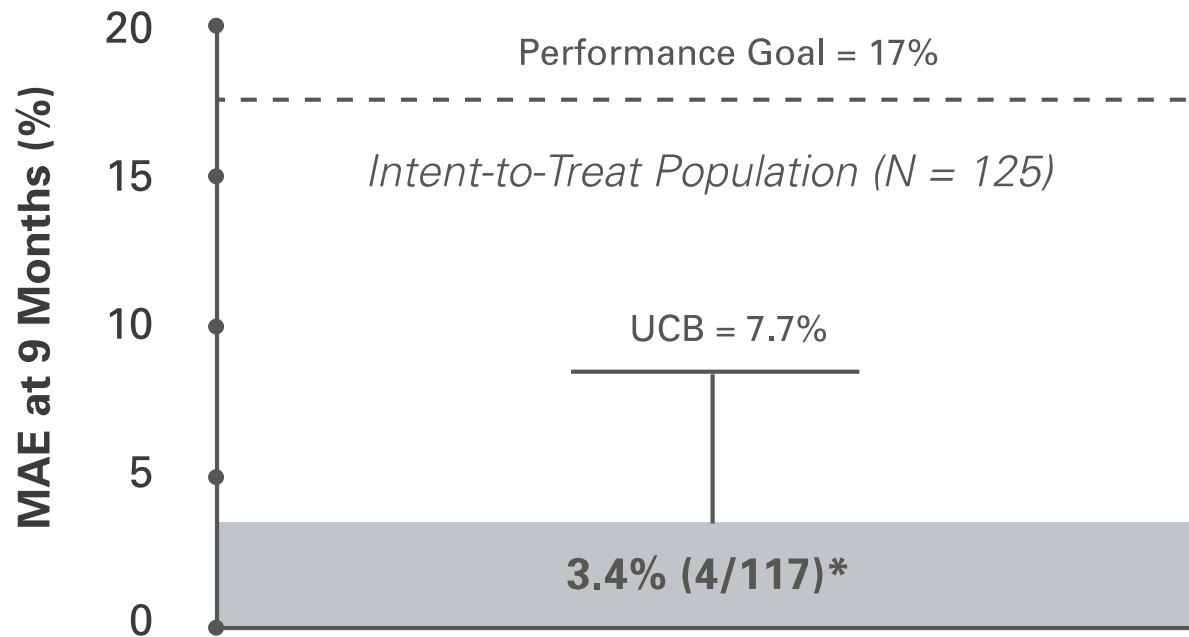 MAE at 9 Months (%)
20
Performance Goal = 17%
15
Intent-to-Treat Population (N = 125)
10
UCB = 7.7%
5
3.4% (4/117)*
0